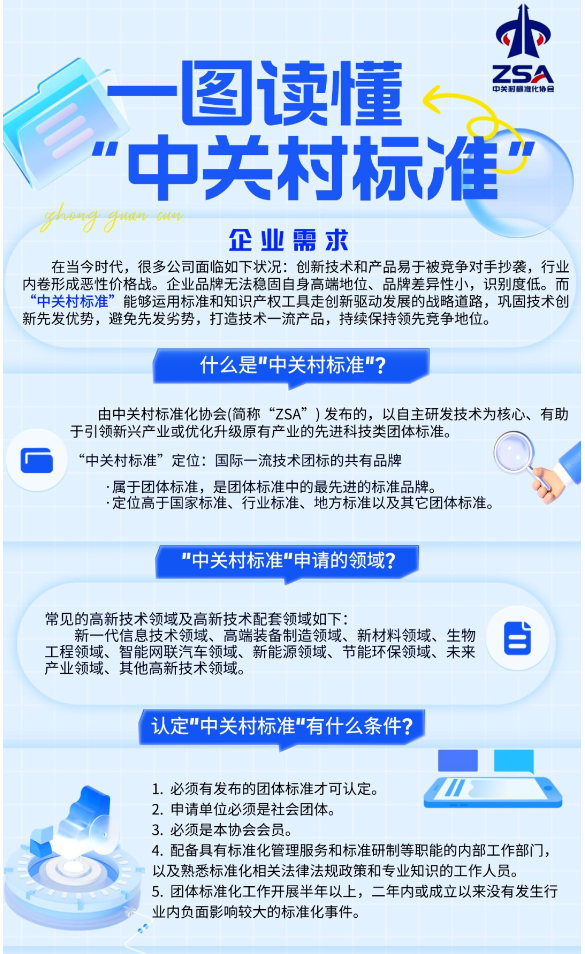 ZSA
中关村标准化协会
一图读懂
“中关村标准”
zhong guan cun
企业需求
在当今时代，很多公司面临如下状况：创新技术和产品易于被竞争对手抄袭，行业
内卷形成恶性价格战。企业品牌无法稳固自身高端地位、品牌差异性小，识别度低。而
“中关村标准”能够运用标准和知识产权工具走创新驱动发展的战略道路，巩固技术创
新先发优势，避免先发劣势，打造技术一流产品，持续保持领先竞争地位。
什么是"中关村标准"？
由中关村标准化协会(简称“ZSA”) 发布的，以自主研发技术为核心、有助
于引领新兴产业或优化升级原有产业的先进科技类团体标准。
“中关村标准”定位：国际一流技术团标的共有品牌
·属于团体标准，是团体标准中的最先进的标准品牌。
·定位高于国家标准、行业标准、地方标准以及其它团体标准。
"中关村标准"申请的领域？
常见的高新技术领域及高新技术配套领域如下：
新一代信息技术领域、高端装备制造领域、新材料领域、生物
工程领域、智能网联汽车领域、新能源领域、节能环保领域、未来
产业领域、其他高新技术领域。
认定"中关村标准"有什么条件？
1. 必须有发布的团体标准才可认定。
2. 申请单位必须是社会团体。
3. 必须是本协会会员。
4. 配备具有标准化管理服务和标准研制等职能的内部工作部门，
以及熟悉标准化相关法律法规政策和专业知识的工作人员。
5. 团体标准化工作开展半年以上，二年内或成立以来没有发生行
业内负面影响较大的标准化事件。